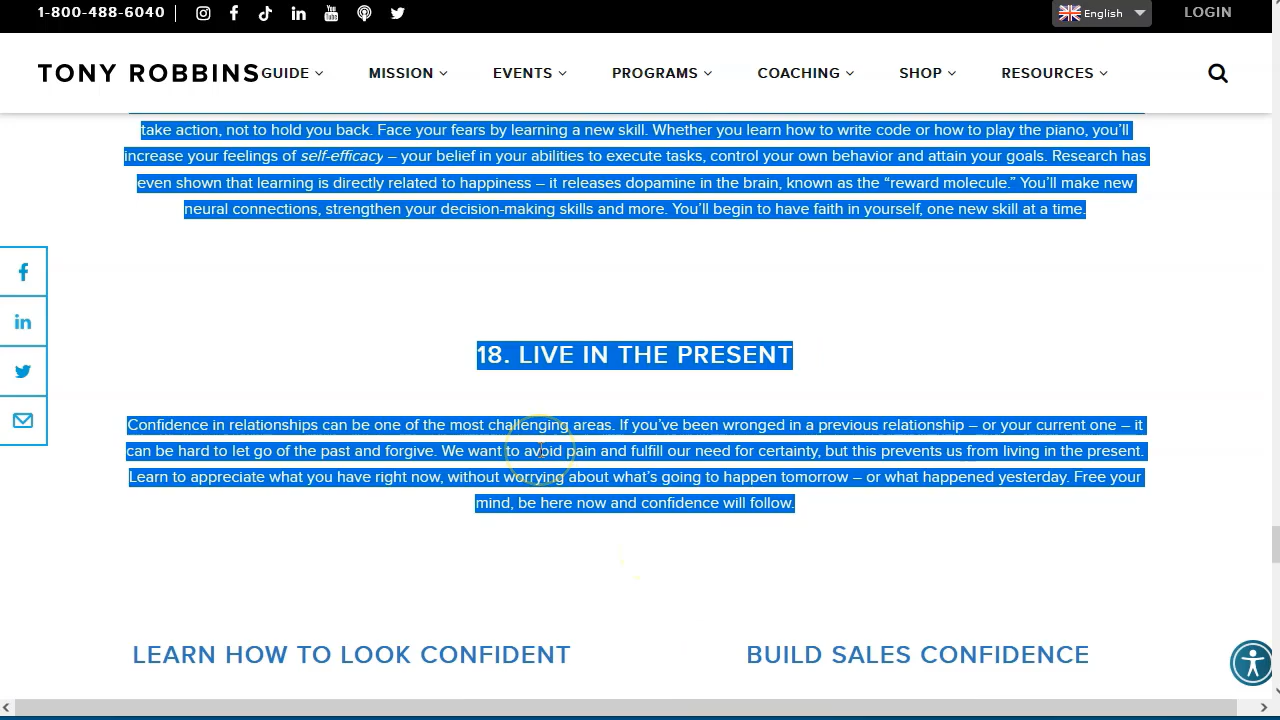 1-800-488-6040
English
LOGIN
TONY ROBBINS
GUIDE
MISSION
EVENTS
PROGRAMS
COACHING
SHOP
RESOURCES
take action, not to hold you back. Face your fears by learning a new skill. Whether you learn how to write code or how to play the piano, you’ll
increase your feelings of self-efficacy – your belief in your abilities to execute tasks, control your own behavior and attain your goals. Research has
even shown that learning is directly related to happiness – it releases dopamine in the brain, known as the “reward molecule.” You’ll make new
neural connections, strengthen your decision-making skills and more. You’ll begin to have faith in yourself, one new skill at a time.
18. LIVE IN THE PRESENT
Confidence in relationships can be one of the most challenging areas. If you’ve been wronged in a previous relationship – or your current one – it
can be hard to let go of the past and forgive. We want to avoid pain and fulfill our need for certainty, but this prevents us from living in the present.
Learn to appreciate what you have right now, without worrying about what’s going to happen tomorrow – or what happened yesterday. Free your
mind, be here now and confidence will follow.
LEARN HOW TO LOOK CONFIDENT
BUILD SALES CONFIDENCE